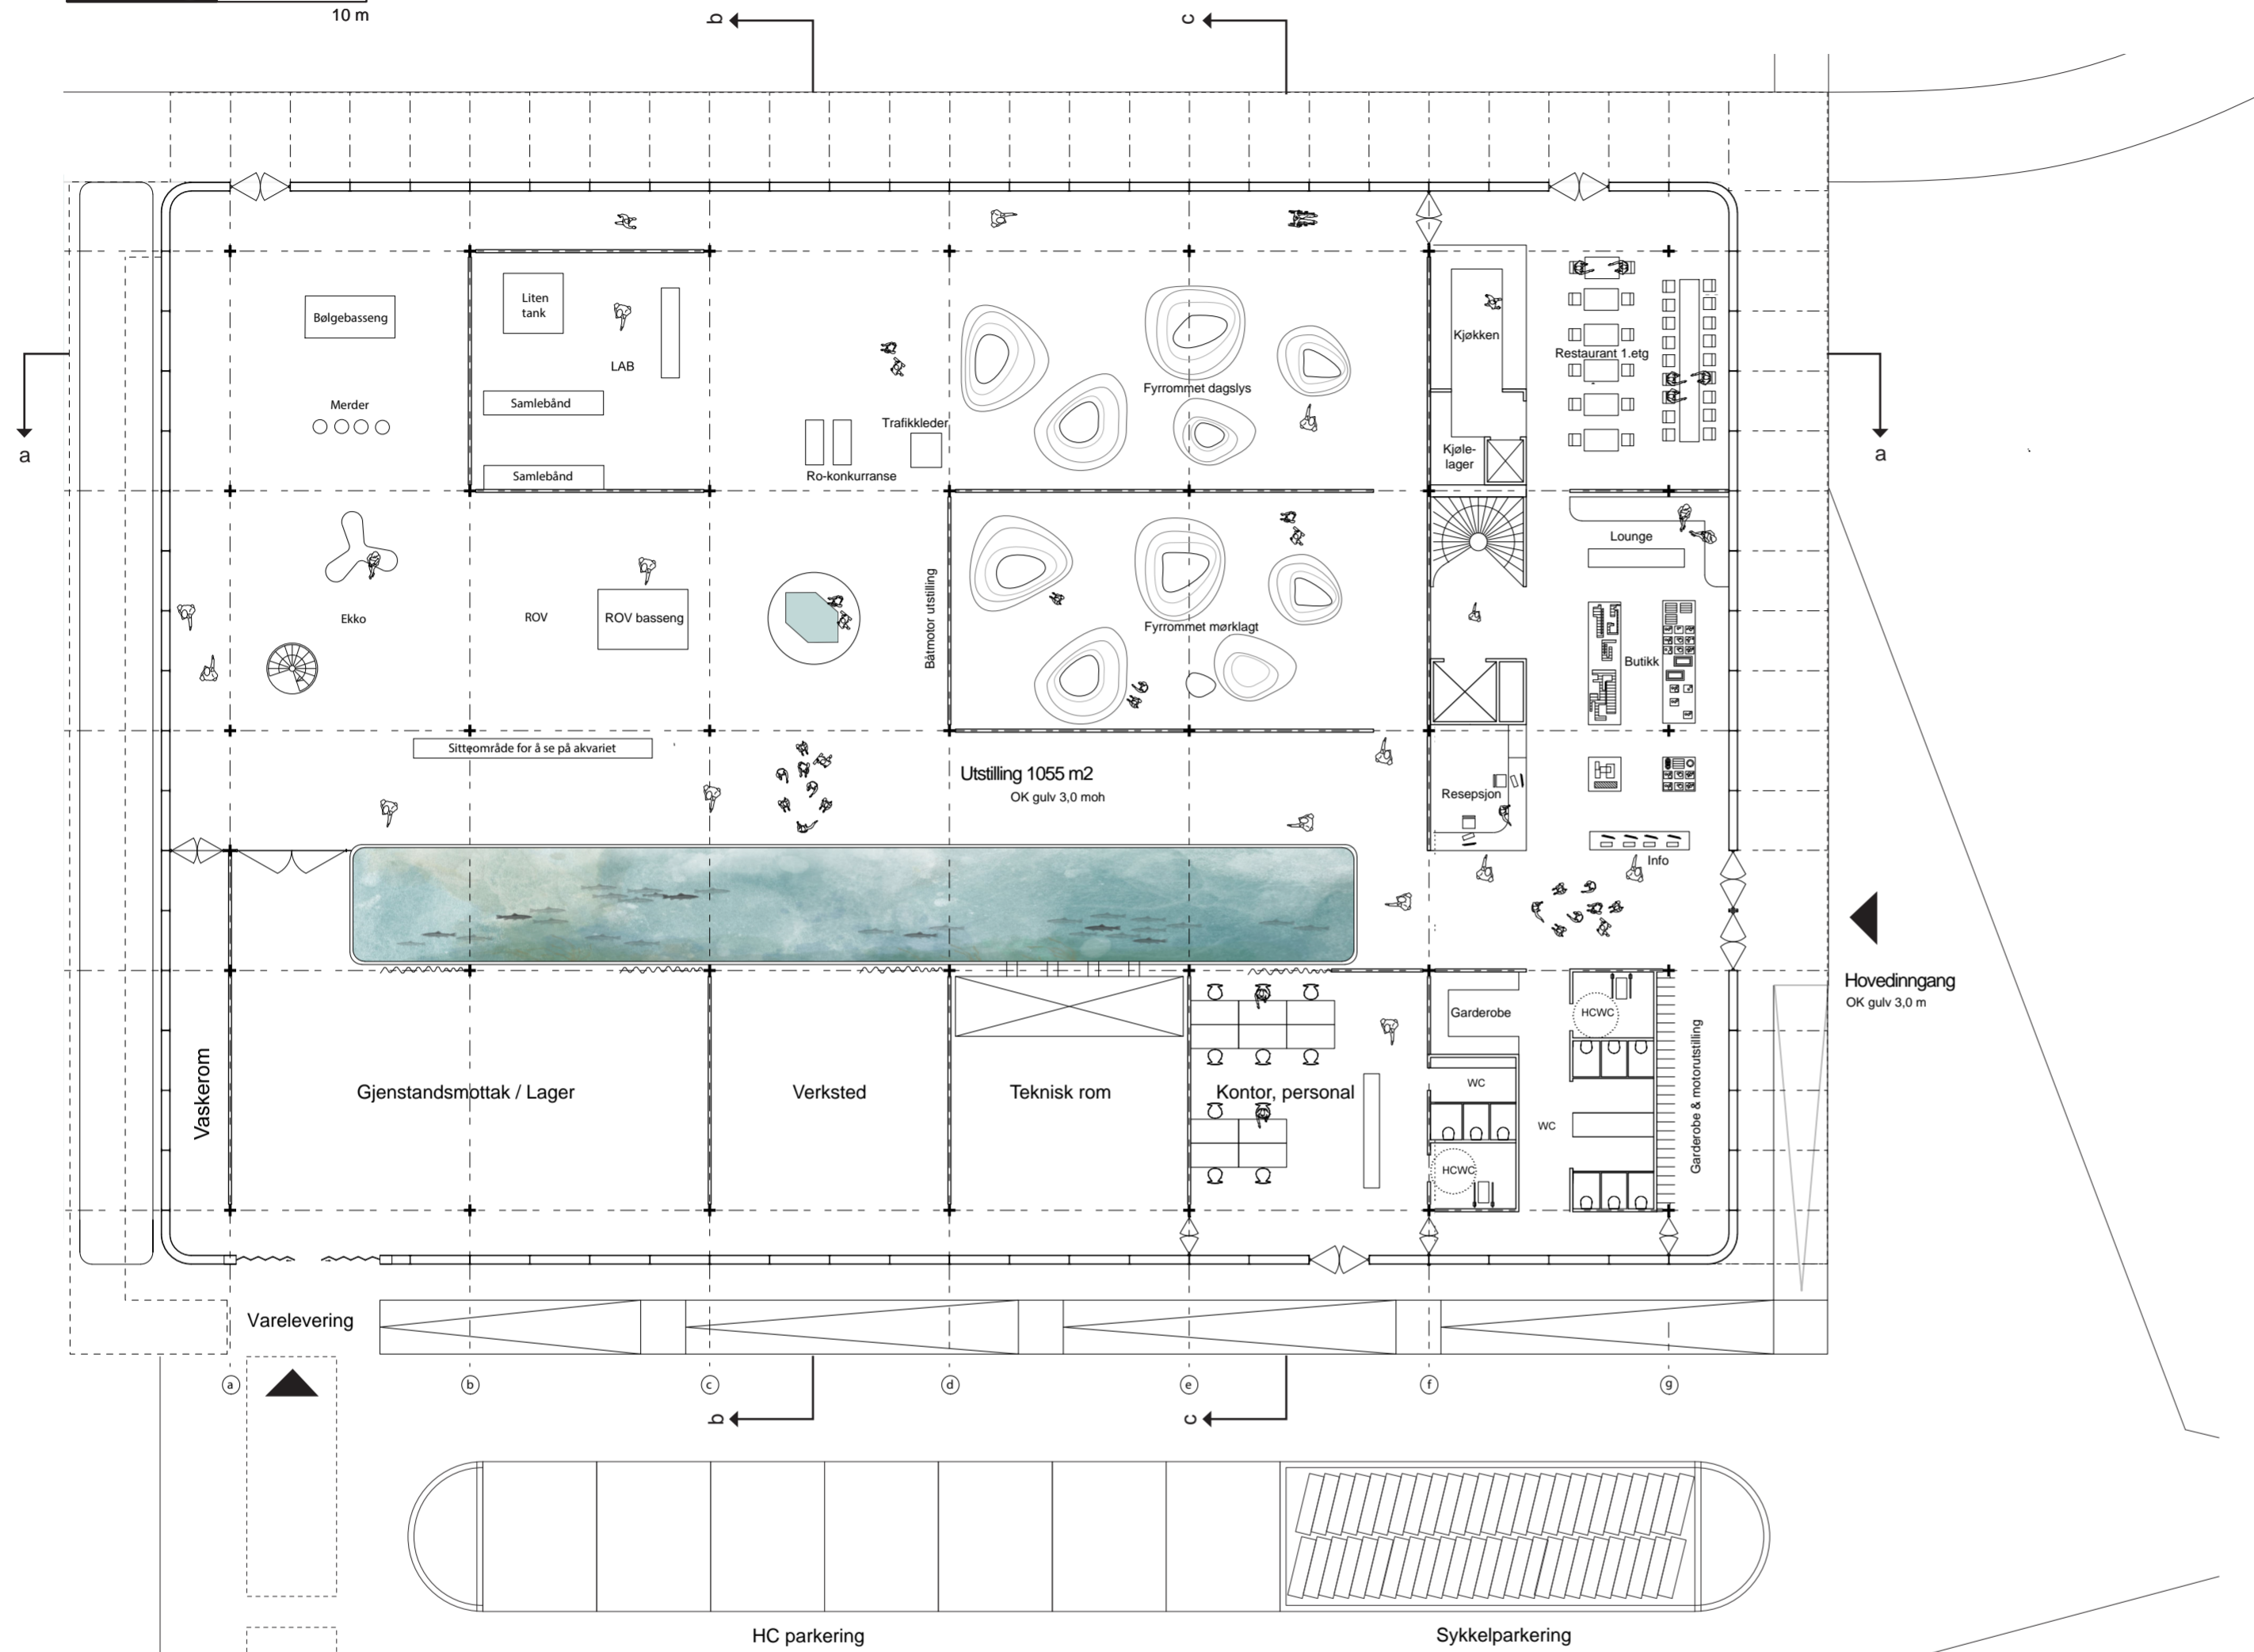 10 m
b
c
a
a
Bølgebasseng
Liten
tank
LAB
Merder
Samlebånd
Samlebånd
Trafikkleder
Ro-konkurranse
Fyrrommet dagslys
Kjøkken
Restaurant 1.etg
Kjøle-
lager
Lounge
Ekko
ROV
ROV basseng
Båtmotor utstilling
Fyrrommet mørklagt
Butikk
Sitteområde for å se på akvariet
Utstilling 1055 m2
OK gulv 3,0 moh
Resepsjon
Info
Hovedinngang
OK gulv 3,0 m
Vaskerom
Gjenstandsmottak / Lager
Verksted
Teknisk rom
Kontor, personal
Garderobe
HCWC
WC
WC
HCWC
Garderobe & motorutstilling
Varelevering
a
b
c
d
e
f
g
b
c
HC parkering
Sykkelparkering